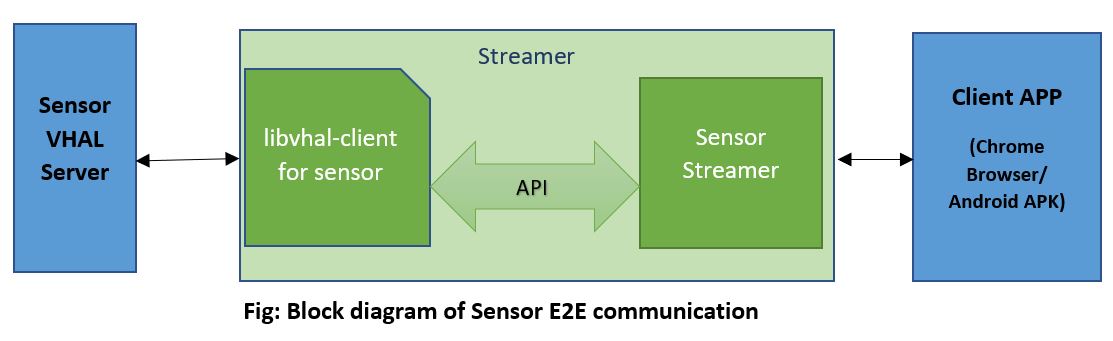 Streamer
Sensor
VHAL
Server
libvhal-client
for sensor
API
Sensor
Streamer
Client APP
(Chrome
Browser/
Android APK)
Fig: Block diagram of Sensor E2E communication